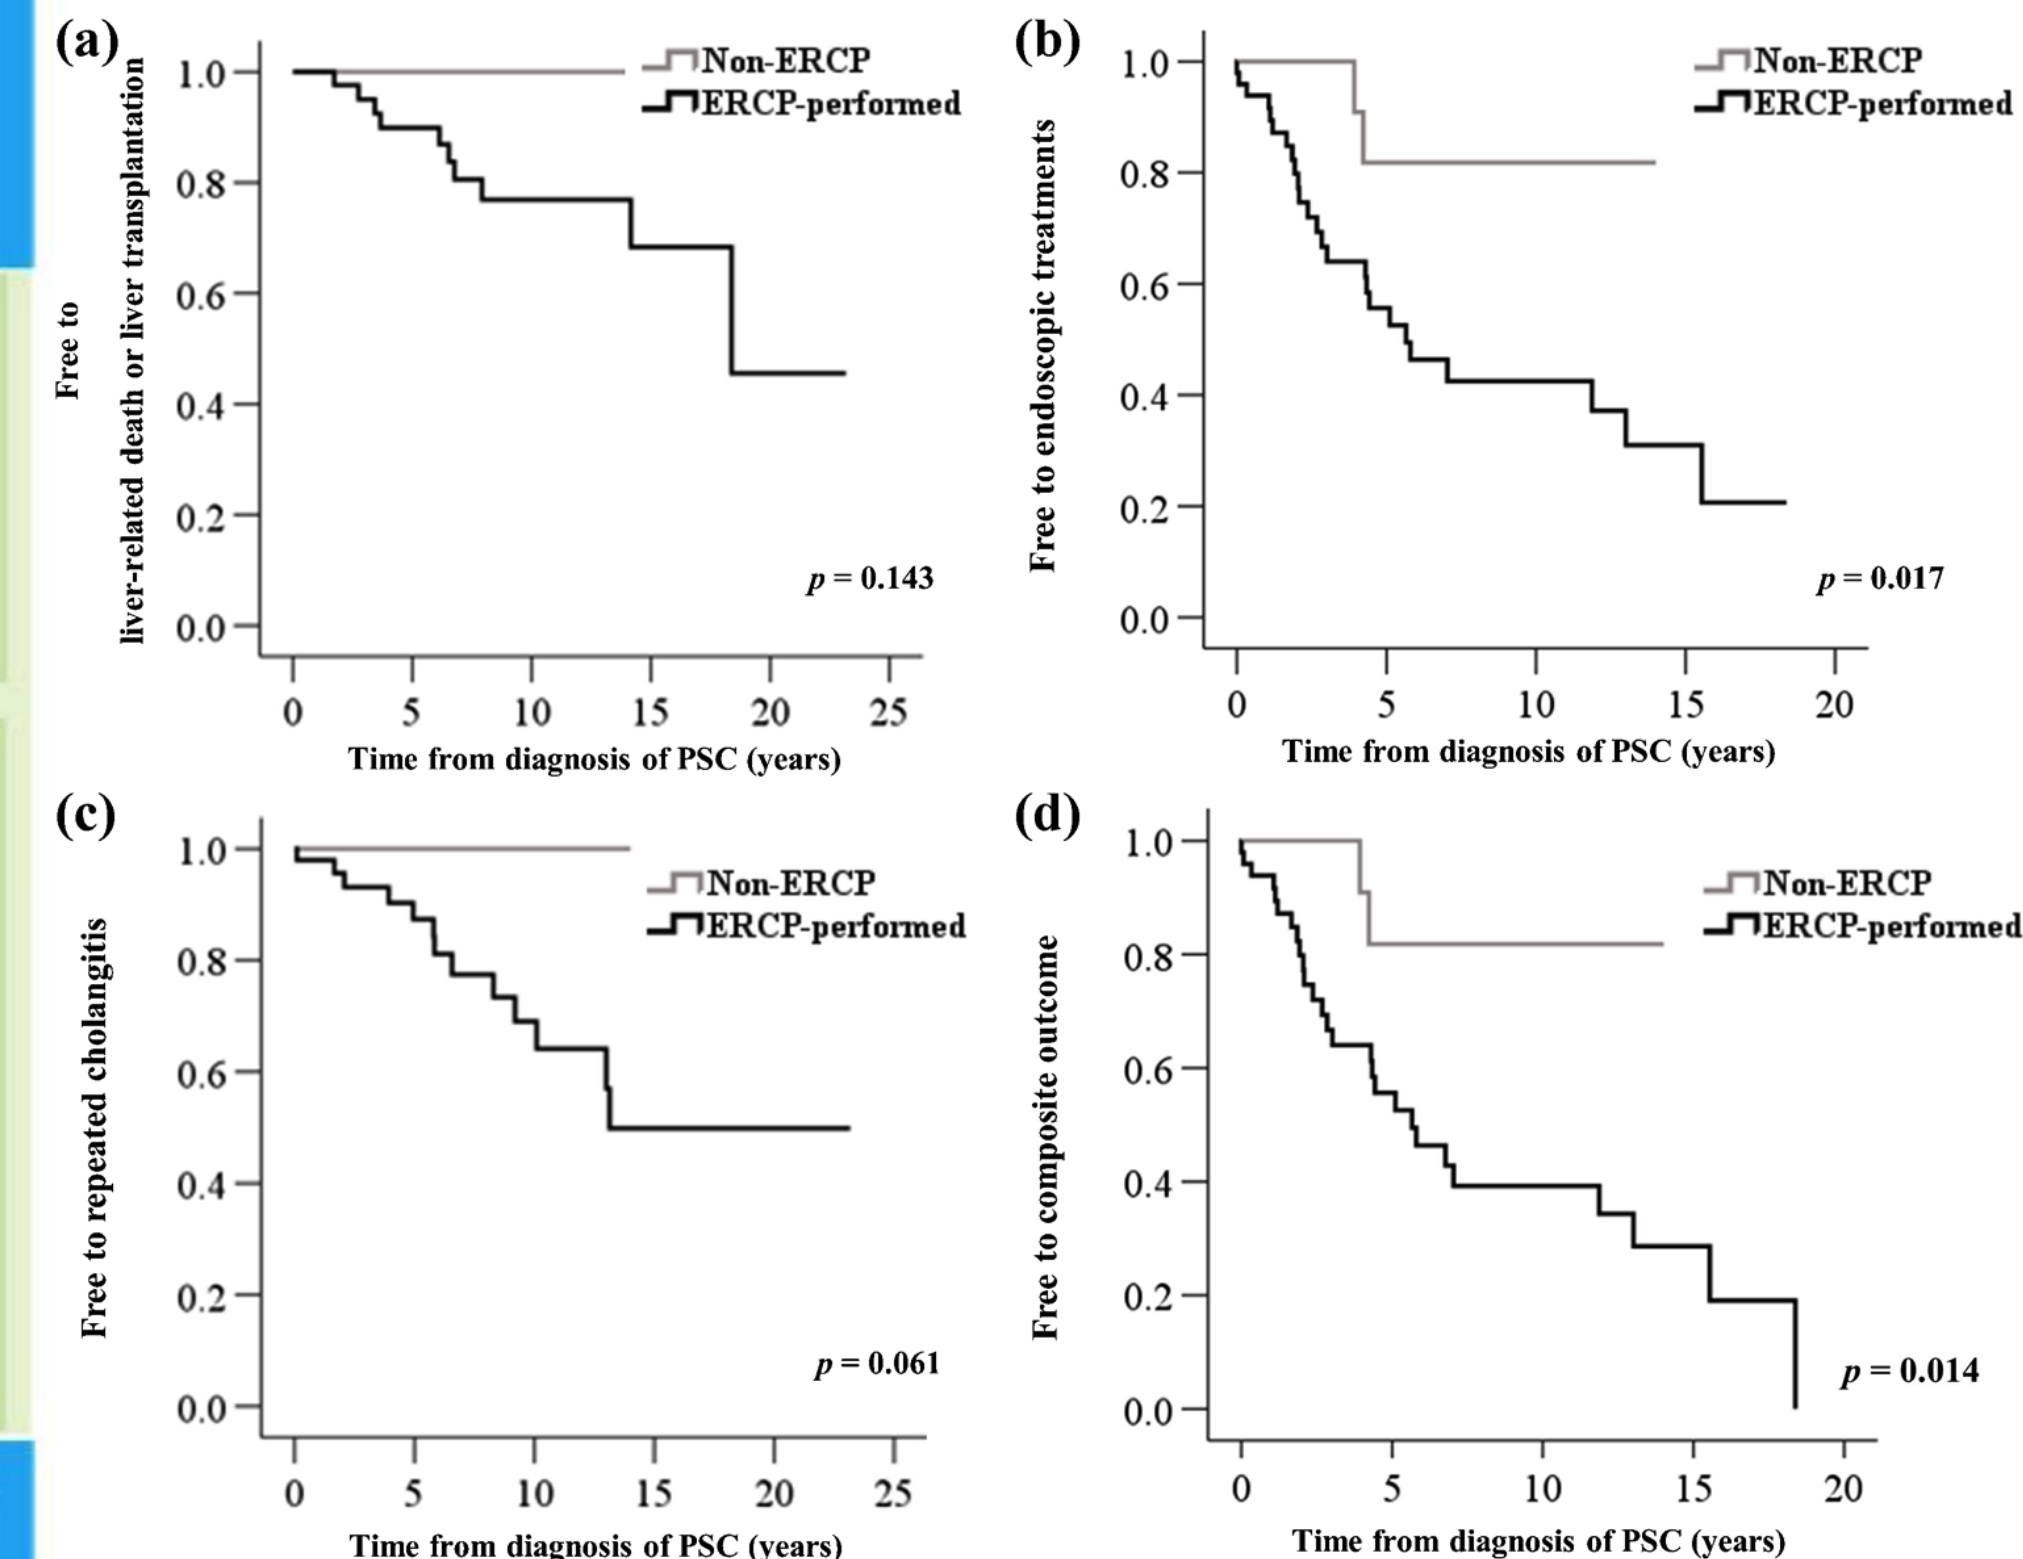 (a)
Free to
liver-related death or liver transplantation
1.0
0.8
0.6
0.4
0.2
0.0
Non-ERCP
ERCP-performed
p = 0.143
0 5 10 15 20 25
Time from diagnosis of PSC (years)
(b)
Free to endoscopic treatments
1.0
0.8
0.6
0.4
0.2
0.0
Non-ERCP
ERCP-performed
p = 0.017
0 5 10 15 20
Time from diagnosis of PSC (years)
(c)
Free to repeated cholangitis
1.0
0.8
0.6
0.4
0.2
0.0
Non-ERCP
ERCP-performed
p = 0.061
0 5 10 15 20 25
Time from diagnosis of PSC (years)
(d)
Free to composite outcome
1.0
0.8
0.6
0.4
0.2
0.0
Non-ERCP
ERCP-performed
p = 0.014
0 5 10 15 20
Time from diagnosis of PSC (years)